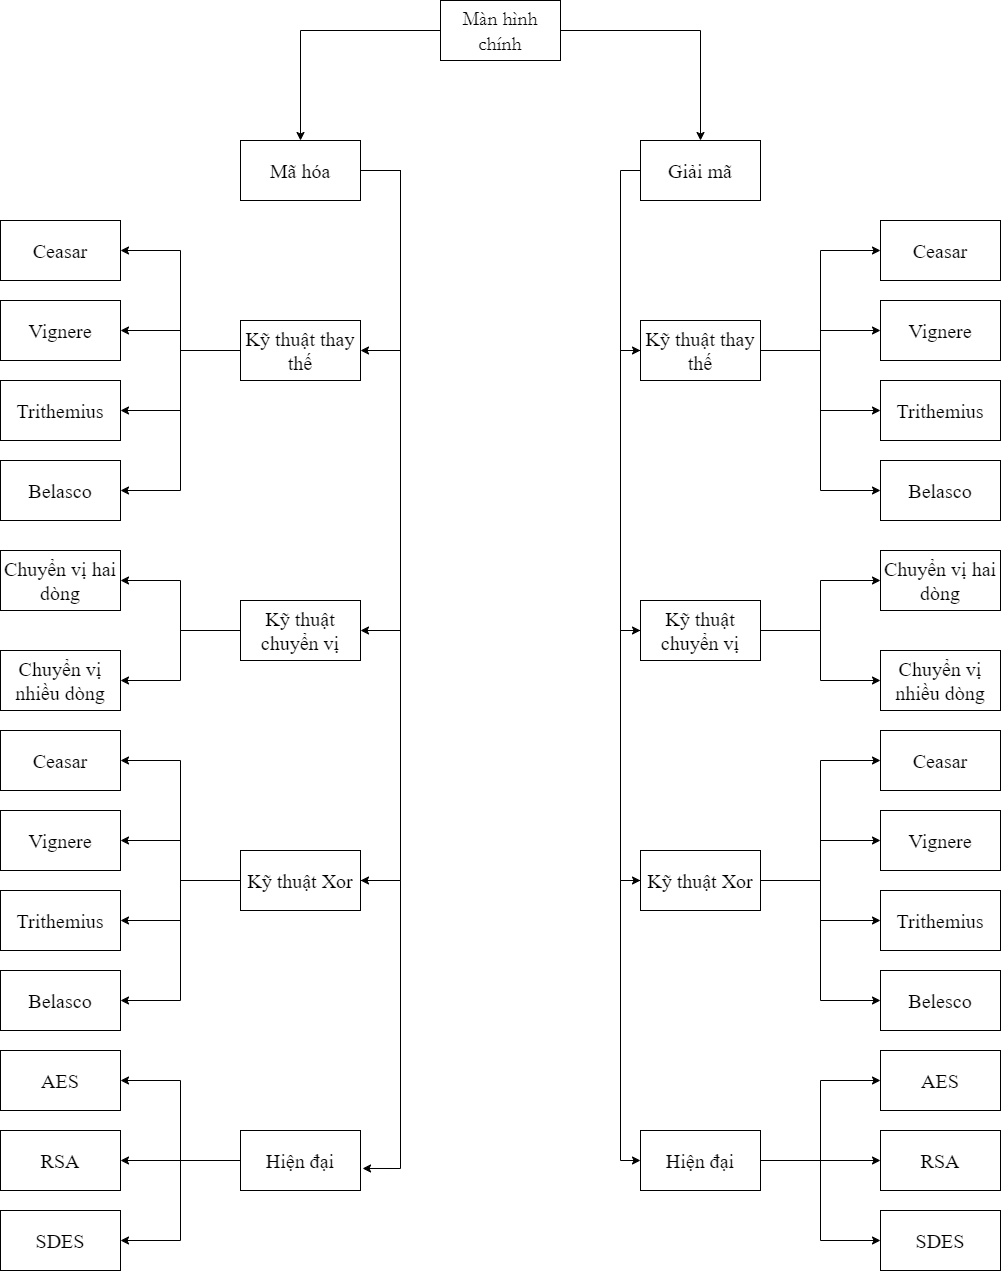 Màn hình
chính
Mã hóa
Giải mã
Ceasar
Vignere
Kỹ thuật thay
thế
Trithemius
Belasco
Chuyển vị hai
dòng
Kỹ thuật
chuyển vị
Chuyển vị
nhiều dòng
Ceasar
Vignere
Kỹ thuật Xor
Trithemius
Belasco
AES
RSA
Hiện đại
SDES
Ceasar
Kỹ thuật thay
thế
Vignere
Trithemius
Belasco
Chuyển vị hai
dòng
Kỹ thuật
chuyển vị
Chuyển vị
nhiều dòng
Ceasar
Vignere
Kỹ thuật Xor
Trithemius
Belesco
AES
Hiện đại
RSA
SDES